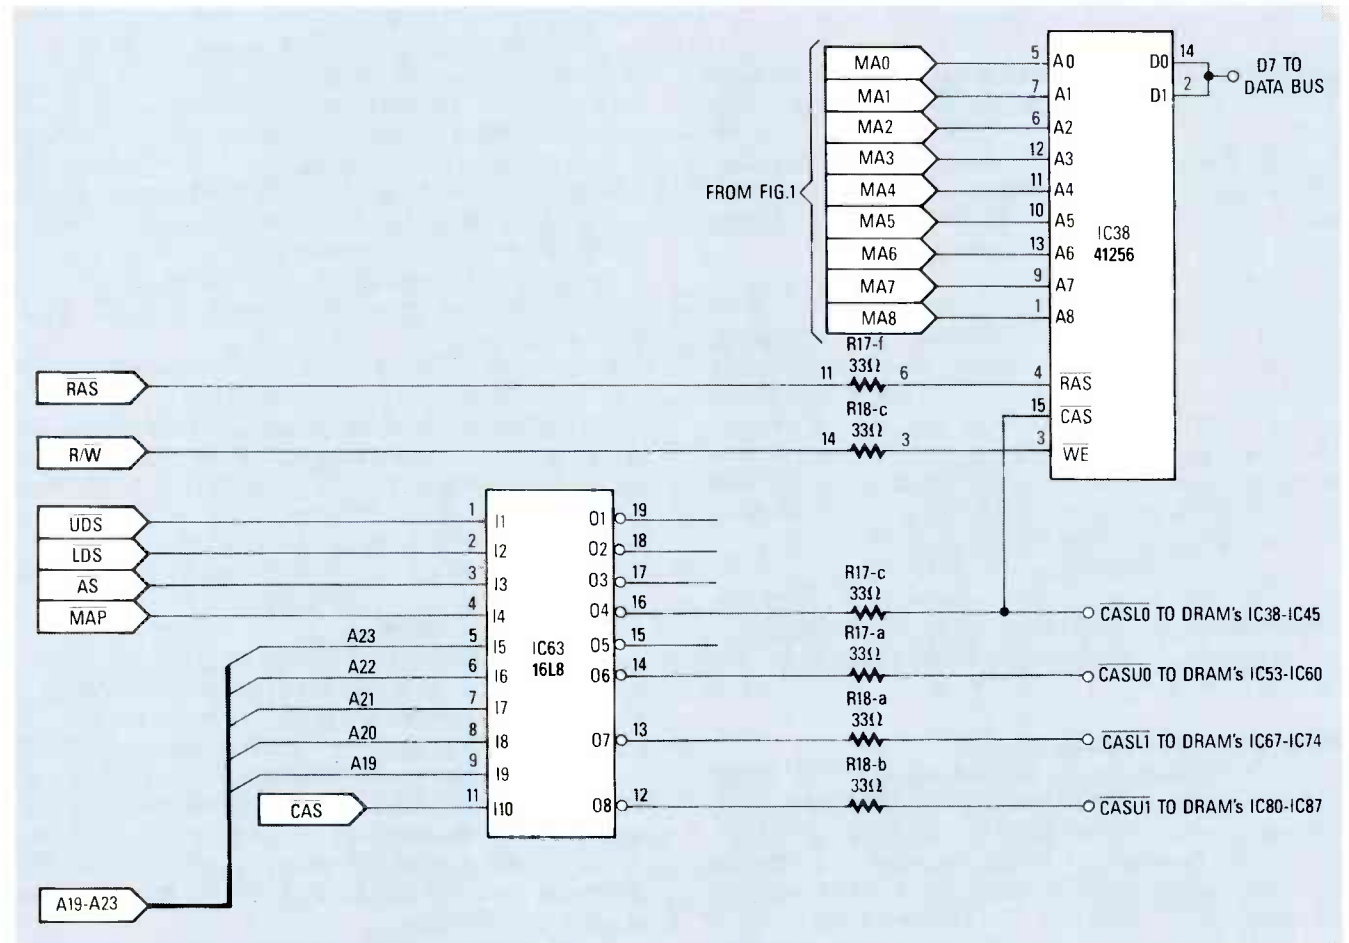 MA0 5 A0 D0 14
D7 TO
DATA BUS
MA1 7 A1 D1 2
MA2 6 A2
MA3 12 A3
FROM FIG.1
MA4 11 A4
MA5 10 A5
IC38
41256
MA6 13 A6
MA7 9 A7
MA8 1 A8
R17-f
33Ω
RAS 11 6 4 RAS
R18-c
33Ω
15 CAS
R/W 14 3 3 WE
UDS 1 I1 O1 19
LDS 2 I2 O2 18
AS 3 I3 O3 17
R17-c
33Ω
MAP 4 I4 O4 16 CASL0 TO DRAM's IC38-IC45
A23 5 I5 O5 15
IC63
16L8
R17-a
33Ω
A22 6 I6 O6 14 CASU0 TO DRAM's IC53-IC60
A21 7 I7
R18-a
33Ω
A20 8 I8 O7 13 CASL1 TO DRAM's IC67-IC74
A19 9 I9
R18-b
33Ω
CAS 11 I10 O8 12 CASU1 TO DRAM's IC80-IC87
A19-A23